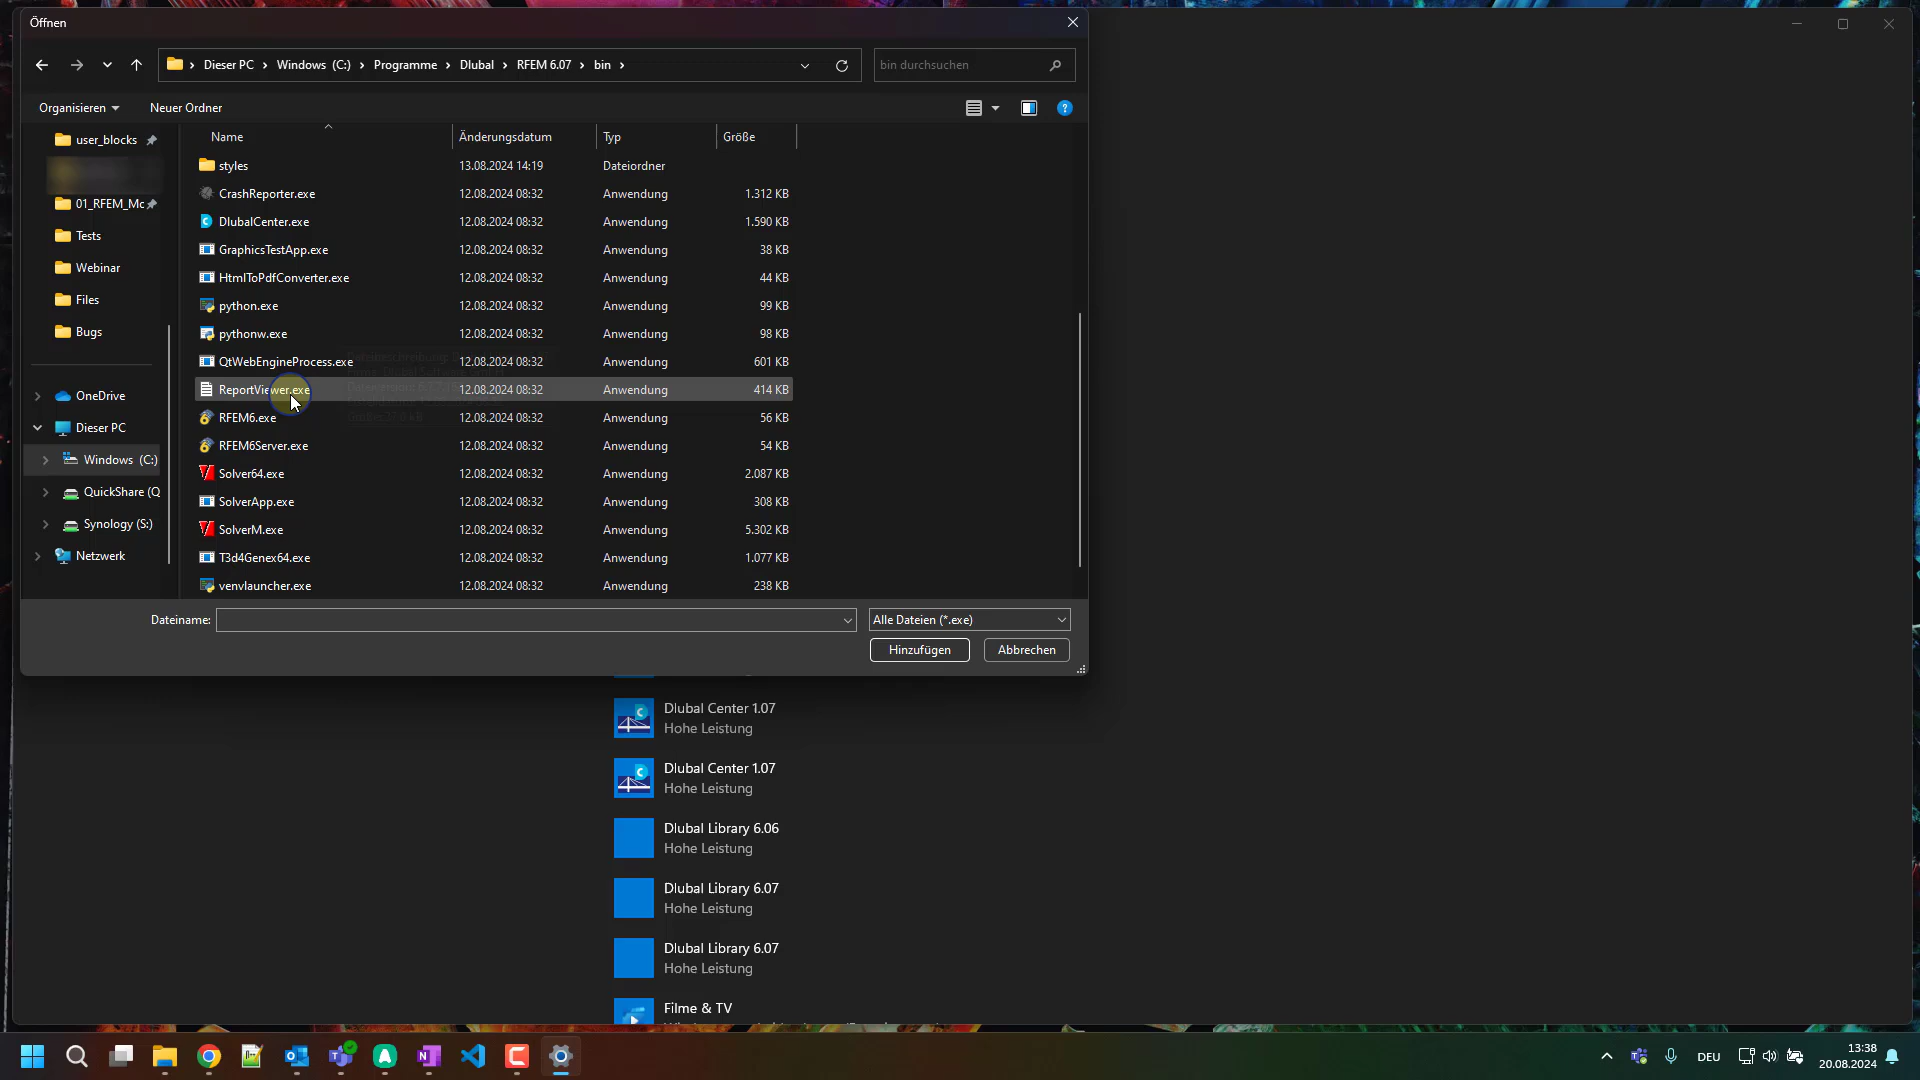 Öffnen
Dieser PC > Windows (C:) > Programme > Dlubal > RFEM 6.07 > bin >
bin durchsuchen
Organisieren
Neuer Ordner
user_blocks
01_RFEM_Mc
Tests
Webinar
Files
Bugs
OneDrive
Dieser PC
Windows (C:)
QuickShare (Q
Synology (S:)
Netzwerk
Name Änderungsdatum Typ Größe
styles 13.08.2024 14:19 Dateiordner
CrashReporter.exe 12.08.2024 08:32 Anwendung 1.312 KB
DlubalCenter.exe 12.08.2024 08:32 Anwendung 1.590 KB
GraphicsTestApp.exe 12.08.2024 08:32 Anwendung 38 KB
HtmlToPdfConverter.exe 12.08.2024 08:32 Anwendung 44 KB
python.exe 12.08.2024 08:32 Anwendung 99 KB
pythonw.exe 12.08.2024 08:32 Anwendung 98 KB
QtWebEngineProcess.exe 12.08.2024 08:32 Anwendung 601 KB
ReportViewer.exe 12.08.2024 08:32 Anwendung 414 KB
RFEM6.exe 12.08.2024 08:32 Anwendung 56 KB
RFEM6Server.exe 12.08.2024 08:32 Anwendung 54 KB
Solver64.exe 12.08.2024 08:32 Anwendung 2.087 KB
SolverApp.exe 12.08.2024 08:32 Anwendung 308 KB
SolverM.exe 12.08.2024 08:32 Anwendung 5.302 KB
T3d4Genex64.exe 12.08.2024 08:32 Anwendung 1.077 KB
venvlauncher.exe 12.08.2024 08:32 Anwendung 238 KB
Dateiname:
Alle Dateien (*.exe)
Hinzufügen
Abbrechen
Dlubal Center 1.07
Hohe Leistung
Dlubal Center 1.07
Hohe Leistung
Dlubal Library 6.06
Hohe Leistung
Dlubal Library 6.07
Hohe Leistung
Dlubal Library 6.07
Hohe Leistung
Filme & TV
DEU
13:38
20.08.2024